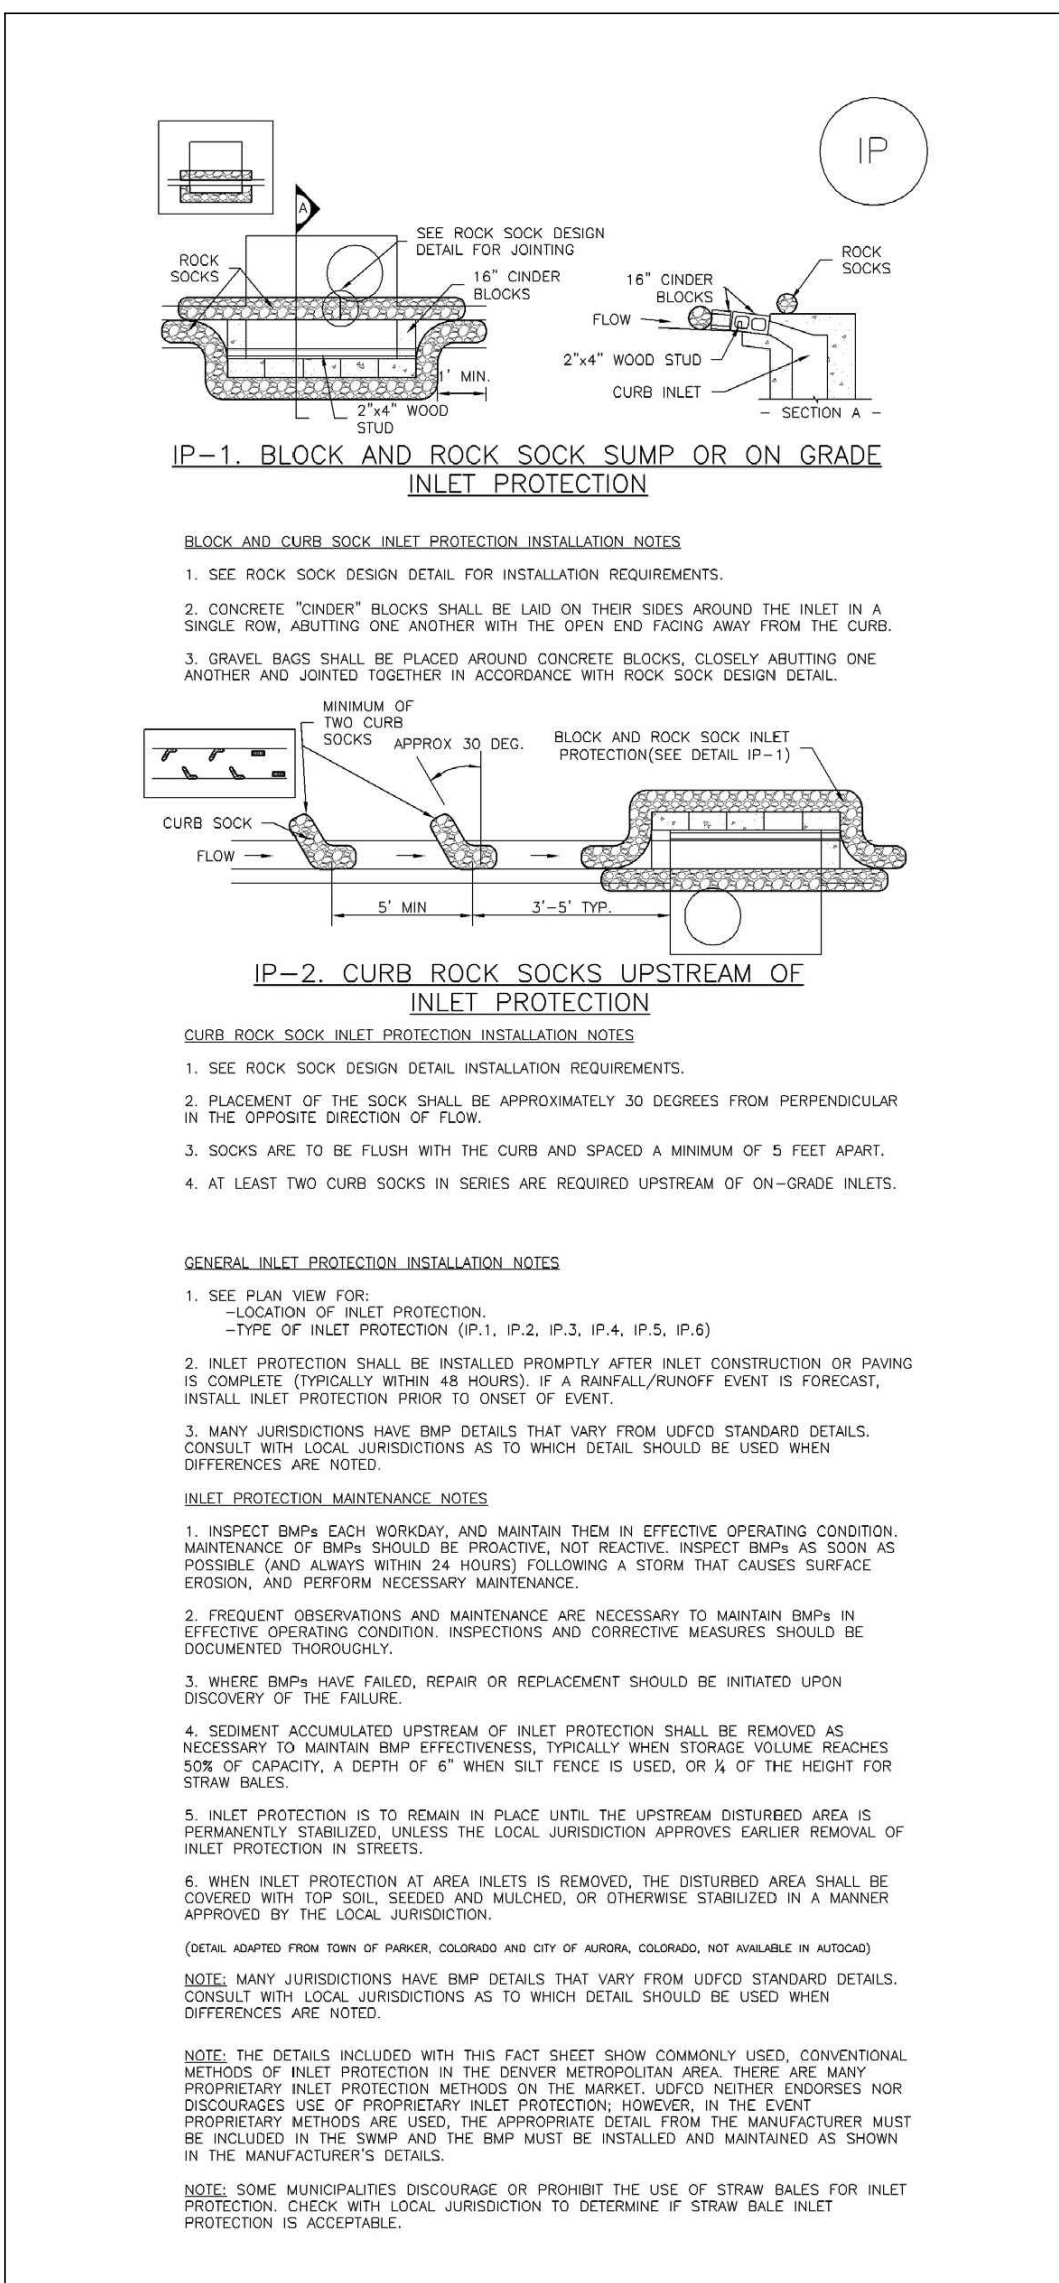 IP
A
SEE ROCK SOCK DESIGN
DETAIL FOR JOINTING
ROCK
SOCKS
16" CINDER
BLOCKS
1' MIN.
2"x4" WOOD
STUD
ROCK
SOCKS
16" CINDER
BLOCKS
FLOW
2"x4" WOOD STUD
CURB INLET
- SECTION A -
IP-1. BLOCK AND ROCK SOCK SUMP OR ON GRADE
INLET PROTECTION
BLOCK AND CURB SOCK INLET PROTECTION INSTALLATION NOTES
1. SEE ROCK SOCK DESIGN DETAIL FOR INSTALLATION REQUIREMENTS.
2. CONCRETE "CINDER" BLOCKS SHALL BE LAID ON THEIR SIDES AROUND THE INLET IN A
SINGLE ROW, ABUTTING ONE ANOTHER WITH THE OPEN END FACING AWAY FROM THE CURB.
3. GRAVEL BAGS SHALL BE PLACED AROUND CONCRETE BLOCKS, CLOSELY ABUTTING ONE
ANOTHER AND JOINTED TOGETHER IN ACCORDANCE WITH ROCK SOCK DESIGN DETAIL.
MINIMUM OF
TWO CURB
SOCKS
APPROX 30 DEG.
BLOCK AND ROCK SOCK INLET
PROTECTION(SEE DETAIL IP-1)
CURB SOCK
FLOW
5' MIN
3'-5' TYP.
IP-2. CURB ROCK SOCKS UPSTREAM OF
INLET PROTECTION
CURB ROCK SOCK INLET PROTECTION INSTALLATION NOTES
1. SEE ROCK SOCK DESIGN DETAIL INSTALLATION REQUIREMENTS.
2. PLACEMENT OF THE SOCK SHALL BE APPROXIMATELY 30 DEGREES FROM PERPENDICULAR
IN THE OPPOSITE DIRECTION OF FLOW.
3. SOCKS ARE TO BE FLUSH WITH THE CURB AND SPACED A MINIMUM OF 5 FEET APART.
4. AT LEAST TWO CURB SOCKS IN SERIES ARE REQUIRED UPSTREAM OF ON-GRADE INLETS.
GENERAL INLET PROTECTION INSTALLATION NOTES
1. SEE PLAN VIEW FOR:
-LOCATION OF INLET PROTECTION.
-TYPE OF INLET PROTECTION (IP.1, IP.2, IP.3, IP.4, IP.5, IP.6)
2. INLET PROTECTION SHALL BE INSTALLED PROMPTLY AFTER INLET CONSTRUCTION OR PAVING
IS COMPLETE (TYPICALLY WITHIN 48 HOURS). IF A RAINFALL/RUNOFF EVENT IS FORECAST,
INSTALL INLET PROTECTION PRIOR TO ONSET OF EVENT.
3. MANY JURISDICTIONS HAVE BMP DETAILS THAT VARY FROM UDFCD STANDARD DETAILS.
CONSULT WITH LOCAL JURISDICTIONS AS TO WHICH DETAIL SHOULD BE USED WHEN
DIFFERENCES ARE NOTED.
INLET PROTECTION MAINTENANCE NOTES
1. INSPECT BMPs EACH WORKDAY, AND MAINTAIN THEM IN EFFECTIVE OPERATING CONDITION.
MAINTENANCE OF BMPs SHOULD BE PROACTIVE, NOT REACTIVE. INSPECT BMPs AS SOON AS
POSSIBLE (AND ALWAYS WITHIN 24 HOURS) FOLLOWING A STORM THAT CAUSES SURFACE
EROSION, AND PERFORM NECESSARY MAINTENANCE.
2. FREQUENT OBSERVATIONS AND MAINTENANCE ARE NECESSARY TO MAINTAIN BMPs IN
EFFECTIVE OPERATING CONDITION. INSPECTIONS AND CORRECTIVE MEASURES SHOULD BE
DOCUMENTED THOROUGHLY.
3. WHERE BMPs HAVE FAILED, REPAIR OR REPLACEMENT SHOULD BE INITIATED UPON
DISCOVERY OF THE FAILURE.
4. SEDIMENT ACCUMULATED UPSTREAM OF INLET PROTECTION SHALL BE REMOVED AS
NECESSARY TO MAINTAIN BMP EFFECTIVENESS, TYPICALLY WHEN STORAGE VOLUME REACHES
50% OF CAPACITY, A DEPTH OF 6" WHEN SILT FENCE IS USED, OR ¼ OF THE HEIGHT FOR
STRAW BALES.
5. INLET PROTECTION IS TO REMAIN IN PLACE UNTIL THE UPSTREAM DISTURBED AREA IS
PERMANENTLY STABILIZED, UNLESS THE LOCAL JURISDICTION APPROVES EARLIER REMOVAL OF
INLET PROTECTION IN STREETS.
6. WHEN INLET PROTECTION AT AREA INLETS IS REMOVED, THE DISTURBED AREA SHALL BE
COVERED WITH TOP SOIL, SEEDED AND MULCHED, OR OTHERWISE STABILIZED IN A MANNER
APPROVED BY THE LOCAL JURISDICTION.
(DETAIL ADAPTED FROM TOWN OF PARKER, COLORADO AND CITY OF AURORA, COLORADO, NOT AVAILABLE IN AUTOCAD)
NOTE: MANY JURISDICTIONS HAVE BMP DETAILS THAT VARY FROM UDFCD STANDARD DETAILS.
CONSULT WITH LOCAL JURISDICTIONS AS TO WHICH DETAIL SHOULD BE USED WHEN
DIFFERENCES ARE NOTED.
NOTE: THE DETAILS INCLUDED WITH THIS FACT SHEET SHOW COMMONLY USED, CONVENTIONAL
METHODS OF INLET PROTECTION IN THE DENVER METROPOLITAN AREA. THERE ARE MANY
PROPRIETARY INLET PROTECTION METHODS ON THE MARKET. UDFCD NEITHER ENDORSES NOR
DISCOURAGES USE OF PROPRIETARY INLET PROTECTION; HOWEVER, IN THE EVENT
PROPRIETARY METHODS ARE USED, THE APPROPRIATE DETAIL FROM THE MANUFACTURER MUST
BE INCLUDED IN THE SWMP AND THE BMP MUST BE INSTALLED AND MAINTAINED AS SHOWN
IN THE MANUFACTURER'S DETAILS.
NOTE: SOME MUNICIPALITIES DISCOURAGE OR PROHIBIT THE USE OF STRAW BALES FOR INLET
PROTECTION. CHECK WITH LOCAL JURISDICTION TO DETERMINE IF STRAW BALE INLET
PROTECTION IS ACCEPTABLE.